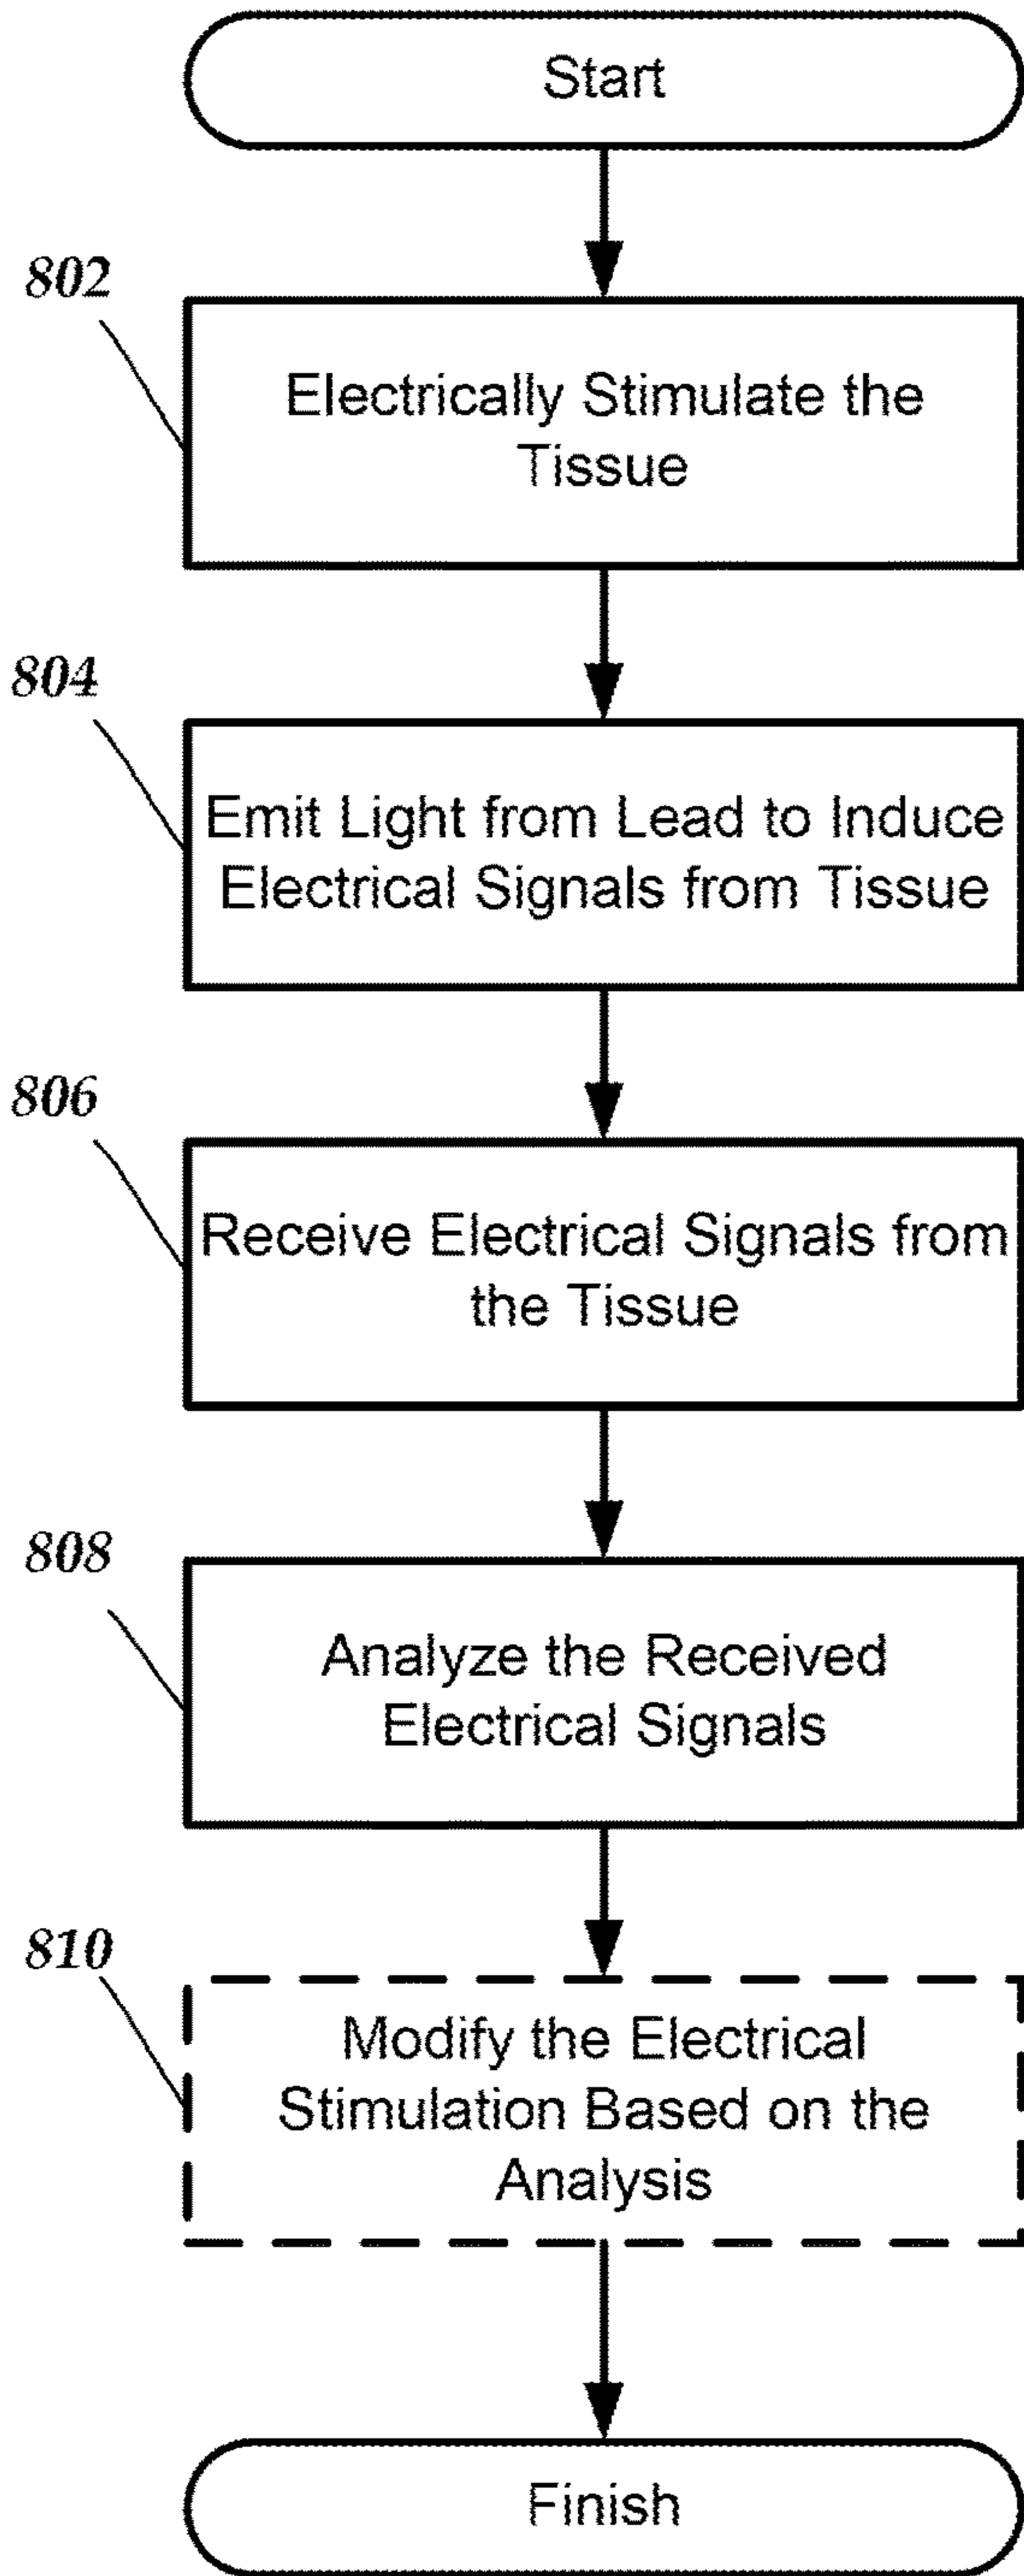 Start
802
Electrically Stimulate the
Tissue
804
Emit Light from Lead to Induce
Electrical Signals from Tissue
806
Receive Electrical Signals from
the Tissue
808
Analyze the Received
Electrical Signals
810
Modify the Electrical
Stimulation Based on the
Analysis
Finish